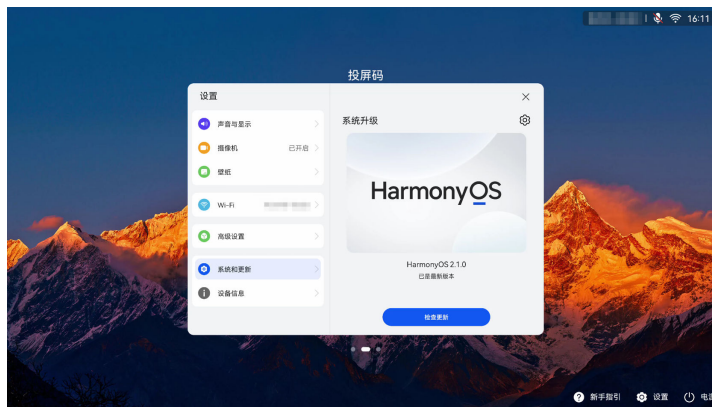 16:11
投屏码
设置
声音与显示
摄像机 已开启
壁纸
Wi-Fi
高级设置
系统和更新
设备信息
系统升级
HarmonyOS
HarmonyOS 2.1.0
已是最新版本
检查更新
新手指引 设置 电源